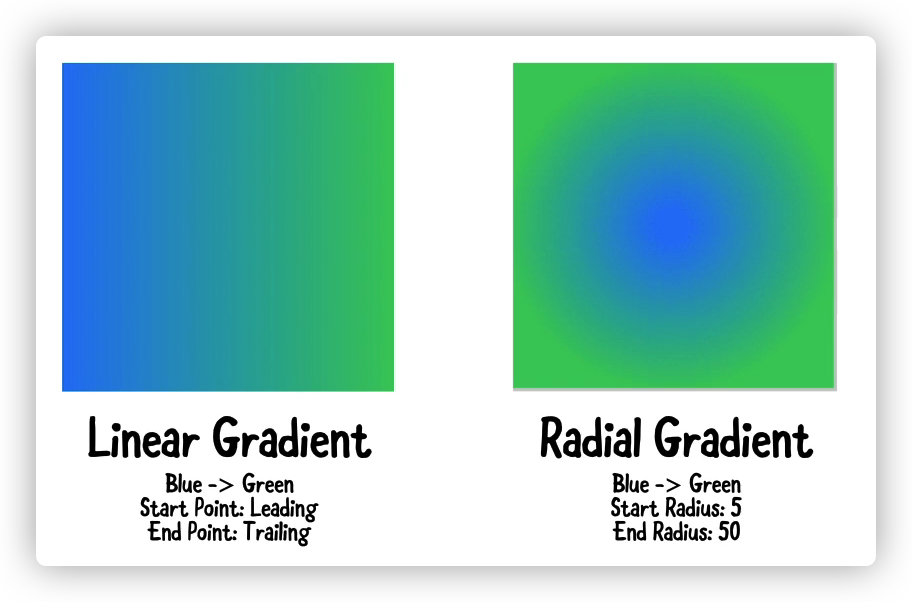 Linear Gradient
Blue -> Green
Start Point: Leading
End Point: Trailing
Radial Gradient
Blue -> Green
Start Radius: 5
End Radius: 50